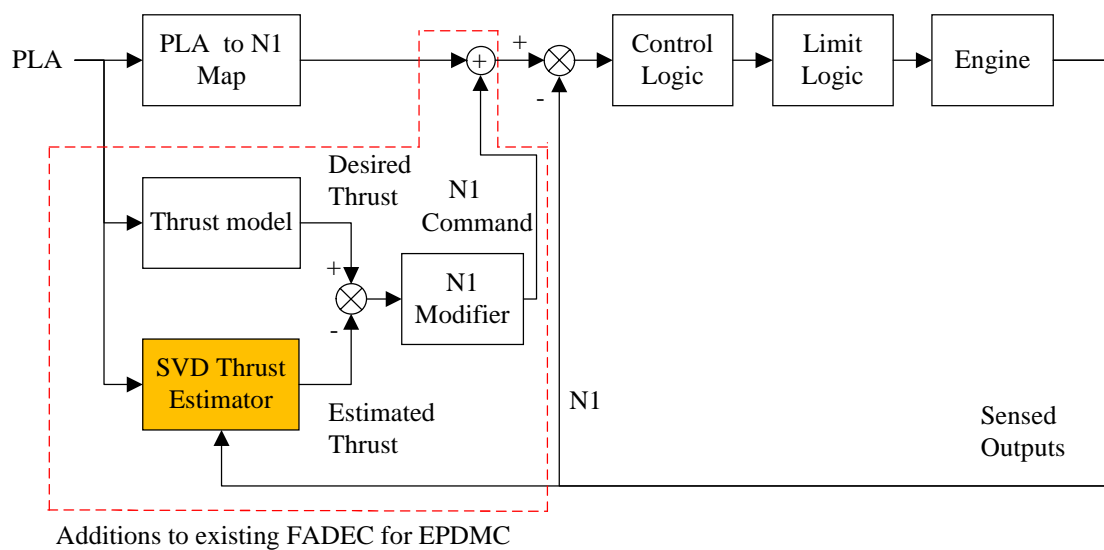 PLA
PLA to N1
Map
+
+
-
Control
Logic
Limit
Logic
Engine
Desired
Thrust
N1
Command
Thrust model
+
-
N1
Modifier
SVD Thrust
Estimator
Estimated
Thrust
N1
Sensed
Outputs
Additions to existing FADEC for EPDMC